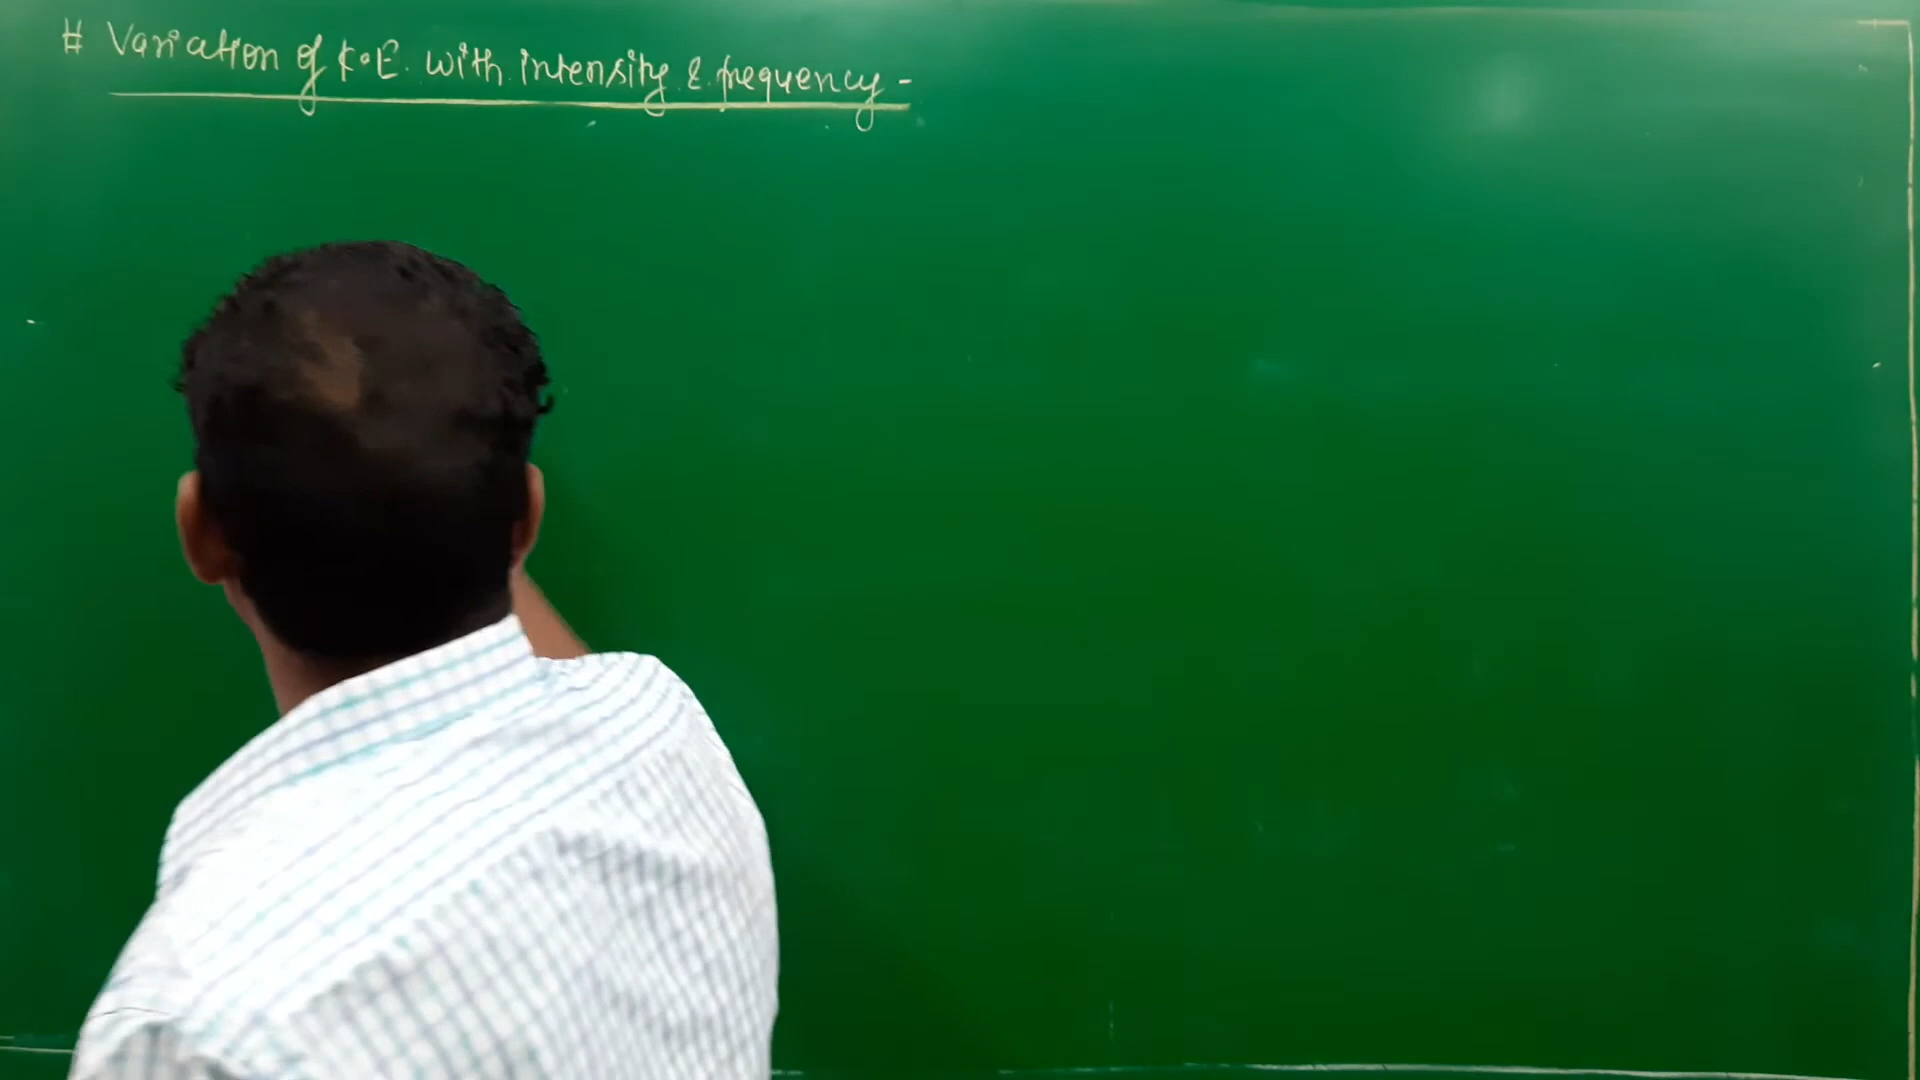 # Variation of K.E. with intensity & frequency -